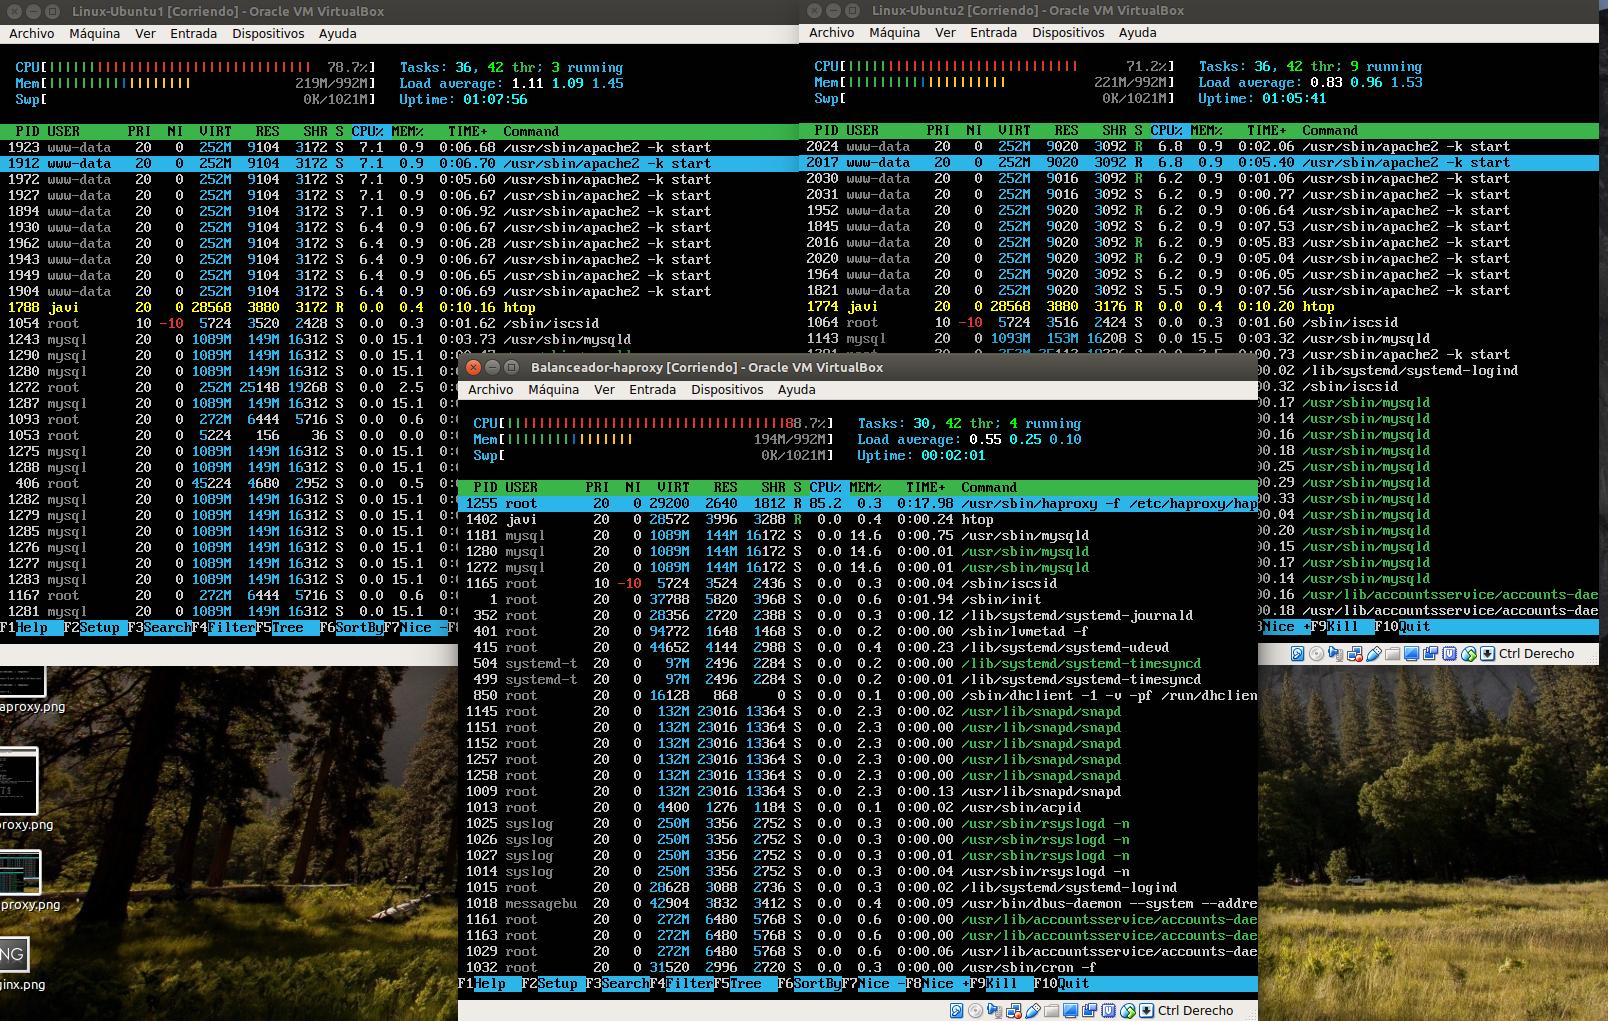 Linux-Ubuntu1 [Corriendo] - Oracle VM VirtualBox
Archivo Máquina Ver Entrada Dispositivos Ayuda
CPU[ 78.7%] Tasks: 36, 42 thr; 3 running
Mem[ 219M/992M] Load average: 1.11 1.09 1.45
Swp[ 0K/1021M] Uptime: 01:07:56
PID USER PRI NI VIRT RES SHR S CPU% MEM% TIME+ Command
1923 www-data 20 0 252M 9104 3172 S 7.1 0.9 0:06.68 /usr/sbin/apache2 -k start
1912 www-data 20 0 252M 9104 3172 S 7.1 0.9 0:06.70 /usr/sbin/apache2 -k start
1972 www-data 20 0 252M 9104 3172 S 7.1 0.9 0:05.60 /usr/sbin/apache2 -k start
1927 www-data 20 0 252M 9104 3172 S 7.1 0.9 0:06.67 /usr/sbin/apache2 -k start
1894 www-data 20 0 252M 9104 3172 S 7.1 0.9 0:06.92 /usr/sbin/apache2 -k start
1930 www-data 20 0 252M 9104 3172 S 6.4 0.9 0:06.67 /usr/sbin/apache2 -k start
1962 www-data 20 0 252M 9104 3172 S 6.4 0.9 0:06.28 /usr/sbin/apache2 -k start
1943 www-data 20 0 252M 9104 3172 S 6.4 0.9 0:06.67 /usr/sbin/apache2 -k start
1949 www-data 20 0 252M 9104 3172 S 6.4 0.9 0:06.65 /usr/sbin/apache2 -k start
1904 www-data 20 0 252M 9104 3172 S 6.4 0.9 0:06.69 /usr/sbin/apache2 -k start
1788 javi 20 0 28568 3880 3172 R 0.0 0.4 0:10.16 htop
1054 root 10 -10 5724 3520 2428 S 0.0 0.3 0:01.62 /sbin/iscsid
1243 mysql 20 0 1089M 149M 16312 S 0.0 15.1 0:03.73 /usr/sbin/mysqld
1290 mysql 20 0 1089M 149M 16312 S 0.0 15.1
1280 mysql 20 0 1089M 149M 16312 S 0.0 15.1 0:
1272 root 20 0 252M 25148 19268 S 0.0 2.5 0:
1287 mysql 20 0 1089M 149M 16312 S 0.0 15.1 0:
1093 root 20 0 272M 6444 5716 S 0.0 0.6 0:
1053 root 20 0 5224 156 36 S 0.0 0.0 0:
1275 mysql 20 0 1089M 149M 16312 S 0.0 15.1 0:
1288 mysql 20 0 1089M 149M 16312 S 0.0 15.1 0:
406 root 20 0 45224 4680 2952 S 0.0 0.5 0:
1282 mysql 20 0 1089M 149M 16312 S 0.0 15.1 0:
1279 mysql 20 0 1089M 149M 16312 S 0.0 15.1 0:
1285 mysql 20 0 1089M 149M 16312 S 0.0 15.1 0:
1276 mysql 20 0 1089M 149M 16312 S 0.0 15.1 0:
1277 mysql 20 0 1089M 149M 16312 S 0.0 15.1 0:
1283 mysql 20 0 1089M 149M 16312 S 0.0 15.1 0:
1167 root 20 0 272M 6444 5716 S 0.0 0.6 0:
1281 mysql 20 0 1089M 149M 16312 S 0.0 15.1 0:
F1Help F2Setup F3SearchF4FilterF5Tree F6SortByF7Nice -F8
Linux-Ubuntu2 [Corriendo] - Oracle VM VirtualBox
Archivo Máquina Ver Entrada Dispositivos Ayuda
CPU[ 71.2%] Tasks: 36, 42 thr; 9 running
Mem[ 221M/992M] Load average: 0.83 0.96 1.53
Swp[ 0K/1021M] Uptime: 01:05:41
PID USER PRI NI VIRT RES SHR S CPU% MEM% TIME+ Command
2024 www-data 20 0 252M 9020 3092 R 6.8 0.9 0:02.06 /usr/sbin/apache2 -k start
2017 www-data 20 0 252M 9020 3092 R 6.8 0.9 0:05.40 /usr/sbin/apache2 -k start
2030 www-data 20 0 252M 9016 3092 R 6.2 0.9 0:01.06 /usr/sbin/apache2 -k start
2031 www-data 20 0 252M 9016 3092 S 6.2 0.9 0:00.77 /usr/sbin/apache2 -k start
1952 www-data 20 0 252M 9020 3092 R 6.2 0.9 0:06.64 /usr/sbin/apache2 -k start
1845 www-data 20 0 252M 9020 3092 S 6.2 0.9 0:07.53 /usr/sbin/apache2 -k start
2016 www-data 20 0 252M 9020 3092 R 6.2 0.9 0:05.83 /usr/sbin/apache2 -k start
2020 www-data 20 0 252M 9020 3092 R 6.2 0.9 0:05.04 /usr/sbin/apache2 -k start
1964 www-data 20 0 252M 9020 3092 S 6.2 0.9 0:06.05 /usr/sbin/apache2 -k start
1821 www-data 20 0 252M 9020 3092 S 5.5 0.9 0:07.56 /usr/sbin/apache2 -k start
1774 javi 20 0 28568 3880 3176 R 0.0 0.4 0:10.20 htop
1064 root 10 -10 5724 3516 2424 S 0.0 0.3 0:01.60 /sbin/iscsid
1143 mysql 20 0 1093M 153M 16208 S 0.0 15.5 0:03.32 /usr/sbin/mysqld
00.73 /usr/sbin/apache2 -k start
00.02 /lib/systemd/systemd-logind
00.32 /sbin/iscsid
00.17 /usr/sbin/mysqld
00.14 /usr/sbin/mysqld
00.16 /usr/sbin/mysqld
00.18 /usr/sbin/mysqld
00.25 /usr/sbin/mysqld
00.29 /usr/sbin/mysqld
00.33 /usr/sbin/mysqld
00.04 /usr/sbin/mysqld
00.20 /usr/sbin/mysqld
00.15 /usr/sbin/mysqld
00.17 /usr/sbin/mysqld
00.14 /usr/sbin/mysqld
00.16 /usr/lib/accountsservice/accounts-dae
00.18 /usr/lib/accountsservice/accounts-dae
Nice +F9Kill F10Quit
Ctrl Derecho
Balanceador-haproxy [Corriendo] - Oracle VM VirtualBox
Archivo Máquina Ver Entrada Dispositivos Ayuda
CPU[ 88.7%] Tasks: 30, 42 thr; 4 running
Mem[ 194M/992M] Load average: 0.55 0.25 0.10
Swp[ 0K/1021M] Uptime: 00:02:01
PID USER PRI NI VIRT RES SHR S CPU% MEM% TIME+ Command
1255 root 20 0 29200 2640 1812 R 85.2 0.3 0:17.98 /usr/sbin/haproxy -f /etc/haproxy/hap
1402 javi 20 0 28572 3996 3288 R 0.0 0.4 0:00.24 htop
1181 mysql 20 0 1089M 144M 16172 S 0.0 14.6 0:00.75 /usr/sbin/mysqld
1280 mysql 20 0 1089M 144M 16172 S 0.0 14.6 0:00.01 /usr/sbin/mysqld
1272 mysql 20 0 1089M 144M 16172 S 0.0 14.6 0:00.01 /usr/sbin/mysqld
1165 root 10 -10 5724 3524 2436 S 0.0 0.3 0:00.04 /sbin/iscsid
1 root 20 0 37788 5820 3968 S 0.0 0.6 0:01.94 /sbin/init
352 root 20 0 28356 2720 2388 S 0.0 0.3 0:00.12 /lib/systemd/systemd-journald
401 root 20 0 94772 1648 1468 S 0.0 0.2 0:00.00 /sbin/lvmetad -f
415 root 20 0 44652 4144 2988 S 0.0 0.4 0:00.23 /lib/systemd/systemd-udevd
504 systemd-t 20 0 97M 2496 2284 S 0.0 0.2 0:00.00 /lib/systemd/systemd-timesyncd
499 systemd-t 20 0 97M 2496 2284 S 0.0 0.2 0:00.01 /lib/systemd/systemd-timesyncd
850 root 20 0 16128 868 0 S 0.0 0.1 0:00.00 /sbin/dhclient -1 -v -pf /run/dhclien
1145 root 20 0 132M 23016 13364 S 0.0 2.3 0:00.02 /usr/lib/snapd/snapd
1151 root 20 0 132M 23016 13364 S 0.0 2.3 0:00.00 /usr/lib/snapd/snapd
1152 root 20 0 132M 23016 13364 S 0.0 2.3 0:00.00 /usr/lib/snapd/snapd
1257 root 20 0 132M 23016 13364 S 0.0 2.3 0:00.00 /usr/lib/snapd/snapd
1258 root 20 0 132M 23016 13364 S 0.0 2.3 0:00.00 /usr/lib/snapd/snapd
1009 root 20 0 132M 23016 13364 S 0.0 2.3 0:00.13 /usr/lib/snapd/snapd
1013 root 20 0 4400 1276 1184 S 0.0 0.1 0:00.02 /usr/sbin/acpid
1025 syslog 20 0 250M 3356 2752 S 0.0 0.3 0:00.00 /usr/sbin/rsyslogd -n
1026 syslog 20 0 250M 3356 2752 S 0.0 0.3 0:00.00 /usr/sbin/rsyslogd -n
1027 syslog 20 0 250M 3356 2752 S 0.0 0.3 0:00.01 /usr/sbin/rsyslogd -n
1014 syslog 20 0 250M 3356 2752 S 0.0 0.3 0:00.04 /usr/sbin/rsyslogd -n
1015 root 20 0 28628 3088 2736 S 0.0 0.3 0:00.02 /lib/systemd/systemd-logind
1018 messagebu 20 0 42904 3832 3412 S 0.0 0.4 0:00.09 /usr/bin/dbus-daemon --system --addre
1161 root 20 0 272M 6480 5768 S 0.0 0.6 0:00.00 /usr/lib/accountsservice/accounts-dae
1163 root 20 0 272M 6480 5768 S 0.0 0.6 0:00.00 /usr/lib/accountsservice/accounts-dae
1029 root 20 0 272M 6480 5768 S 0.0 0.6 0:00.06 /usr/lib/accountsservice/accounts-dae
1032 root 20 0 31520 2996 2720 S 0.0 0.3 0:00.00 /usr/sbin/cron -f
F1Help F2Setup F3SearchF4FilterF5Tree F6SortByF7Nice -F8Nice +F9Kill F10Quit
Ctrl Derecho
aproxy.png
roxy.png
proxy.png
NG
ginx.png